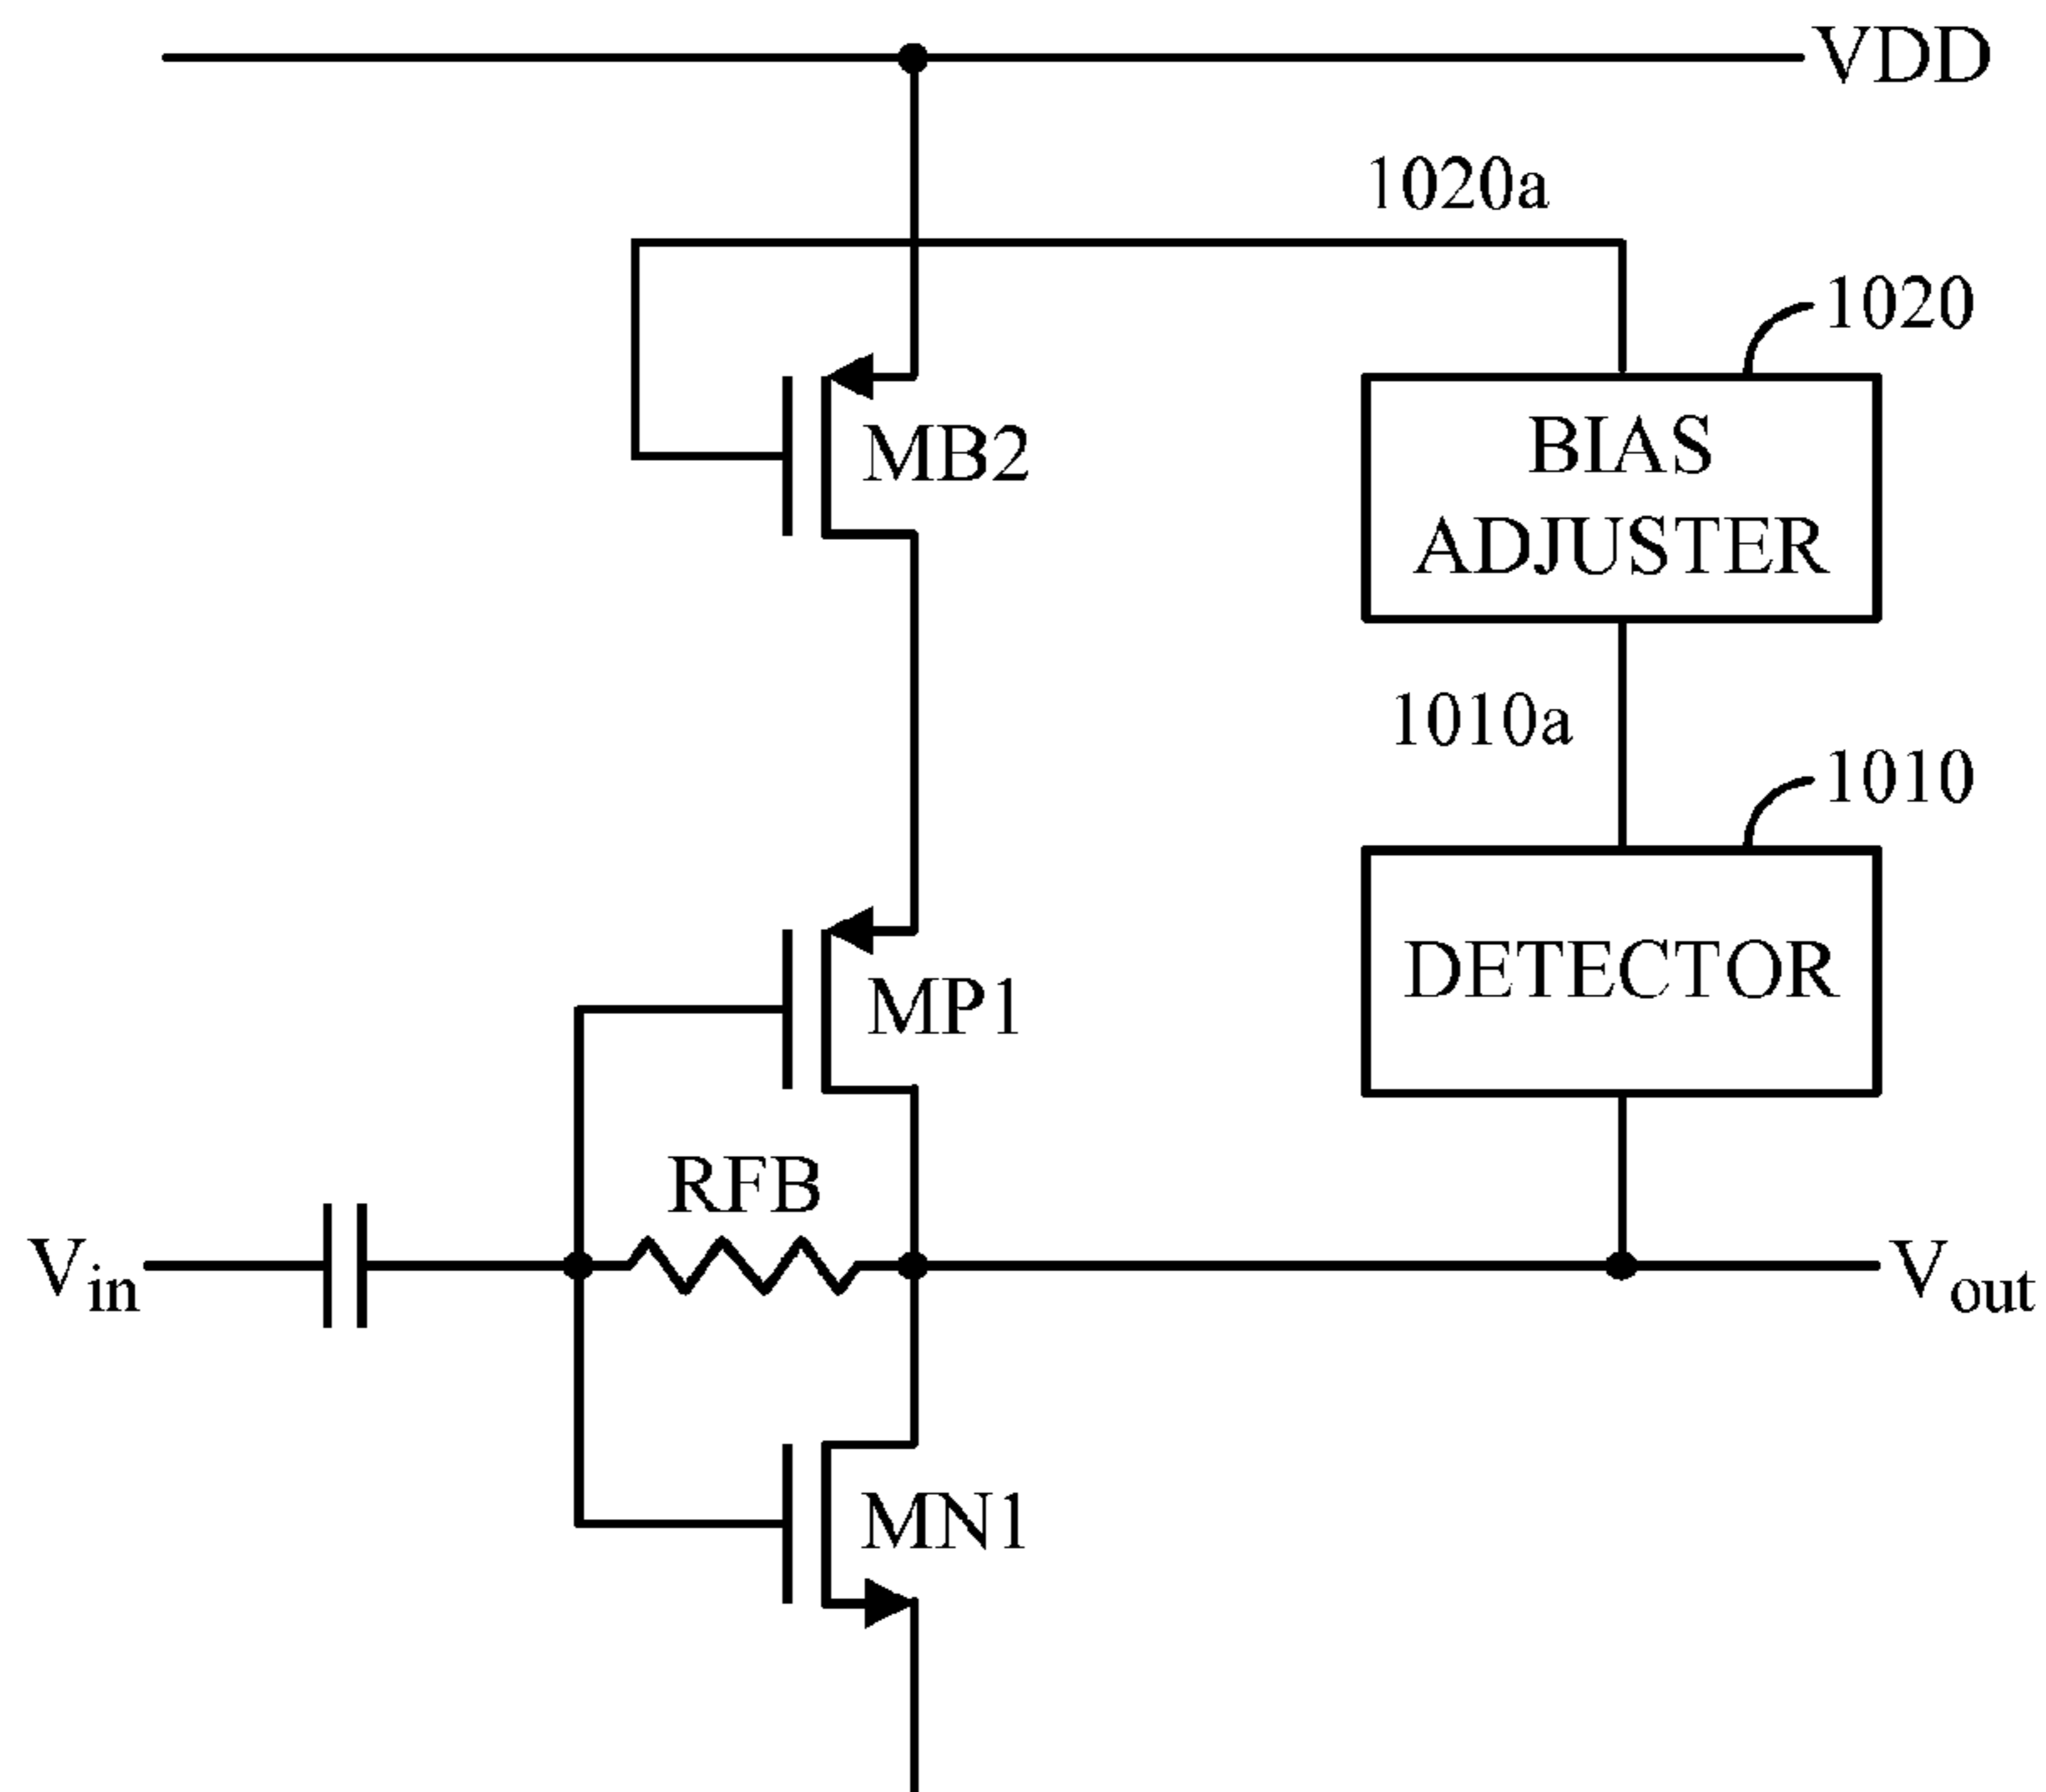 VDD
1020a
1020
MB2
BIAS
ADJUSTER
1010a
1010
MP1
DETECTOR
RFB
Vin
Vout
MN1